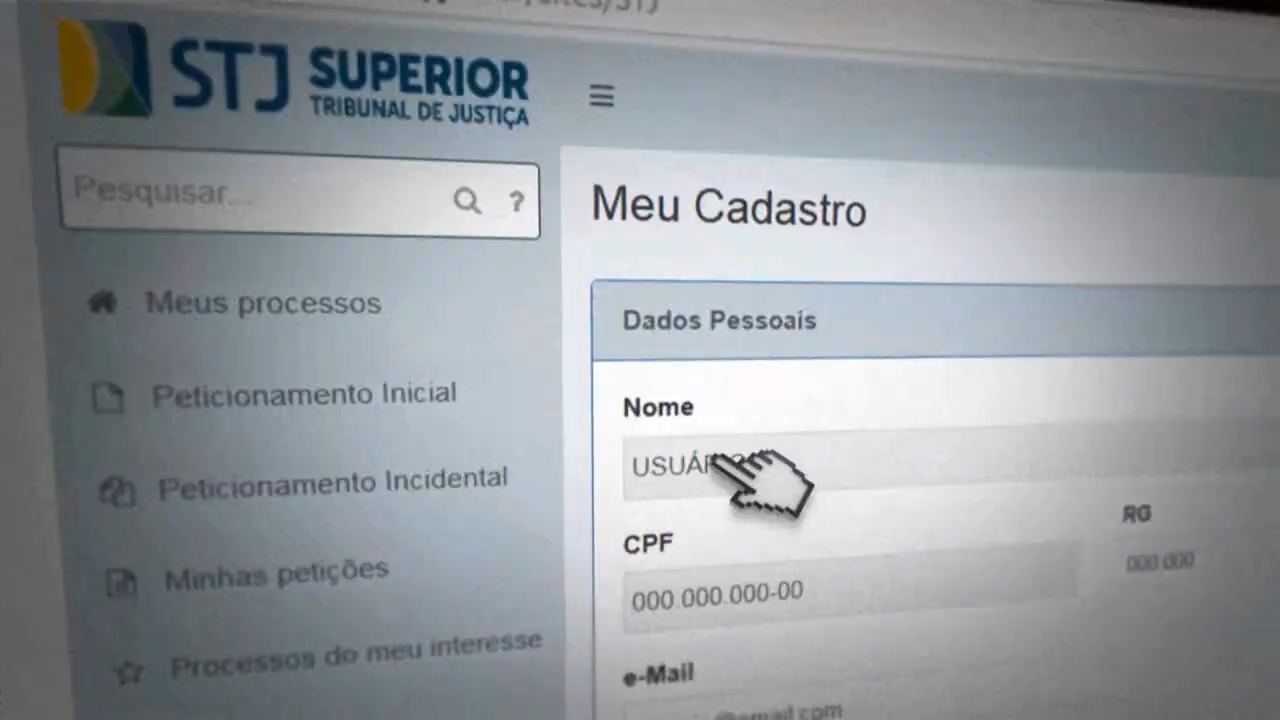 STJ SUPERIOR
TRIBUNAL DE JUSTIÇA
Pesquisar...
?
Meus processos
Peticionamento Inicial
Peticionamento Incidental
Minhas petições
Processos do meu interesse
Meu Cadastro
Dados Pessoais
Nome
CPF
000.000.000-00
RG
000.000
e-Mail